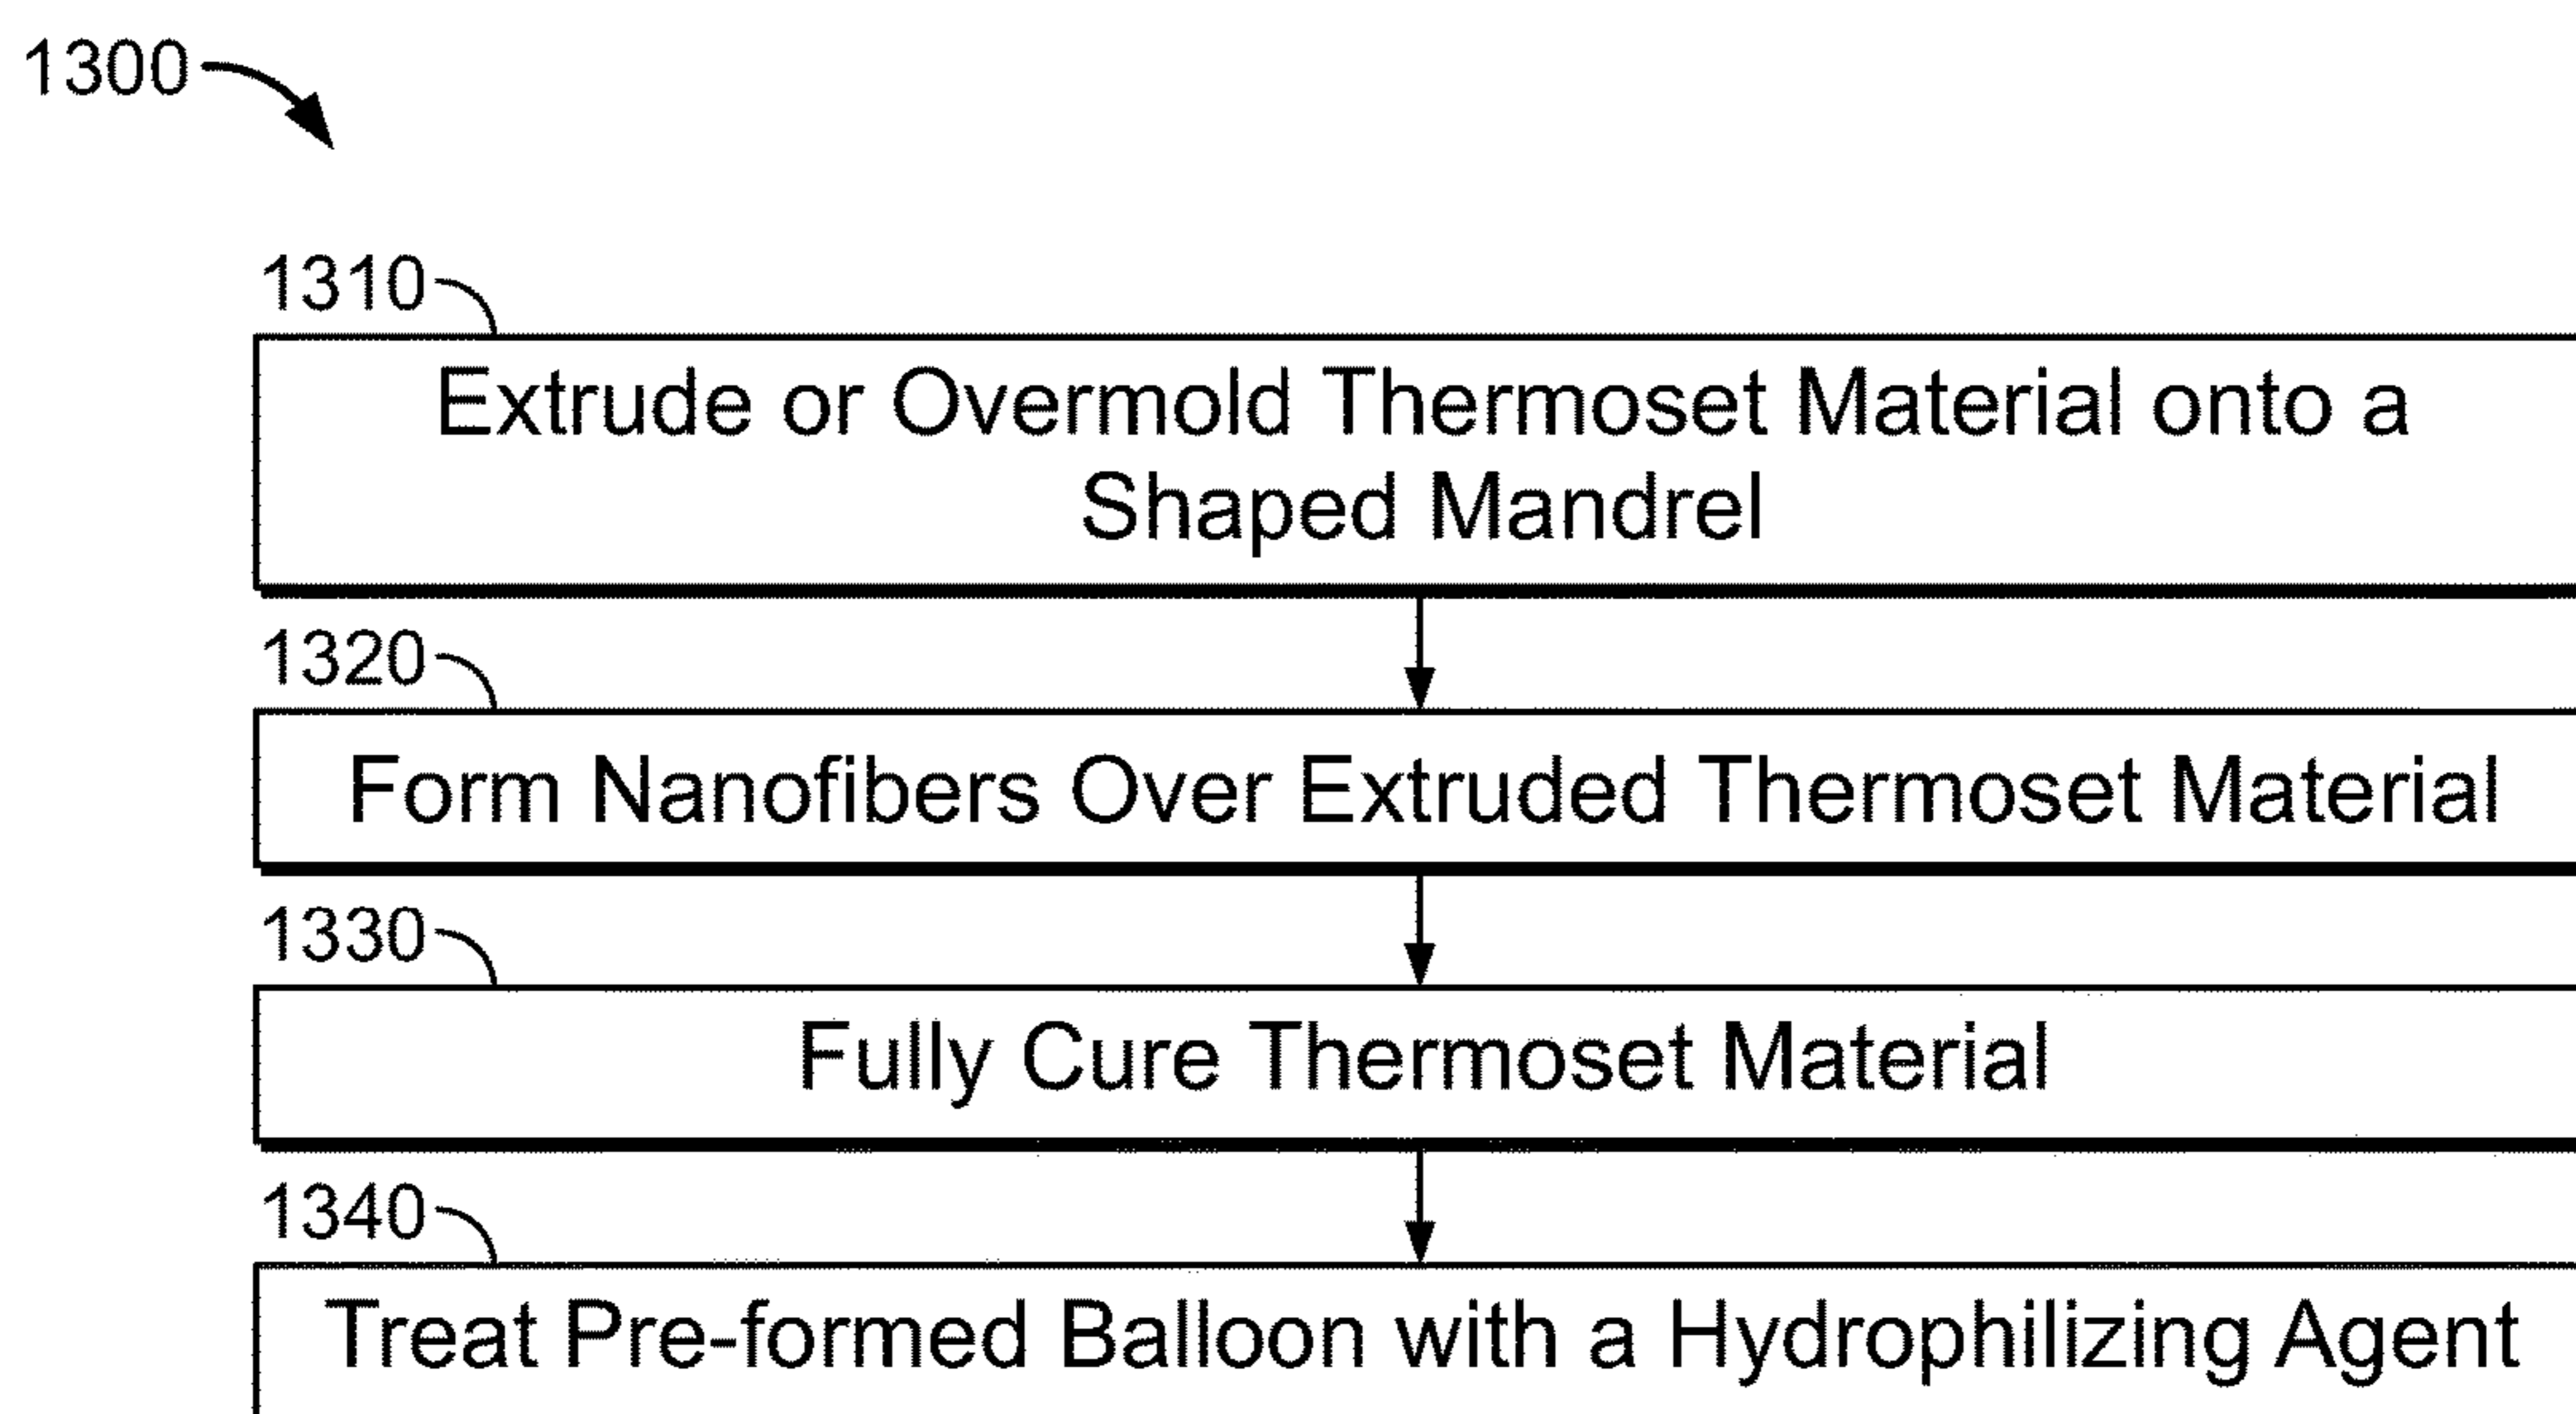 1300
1310
Extrude or Overmold Thermoset Material onto a
Shaped Mandrel
1320
Form Nanofibers Over Extruded Thermoset Material
1330
Fully Cure Thermoset Material
1340
Treat Pre-formed Balloon with a Hydrophilizing Agent